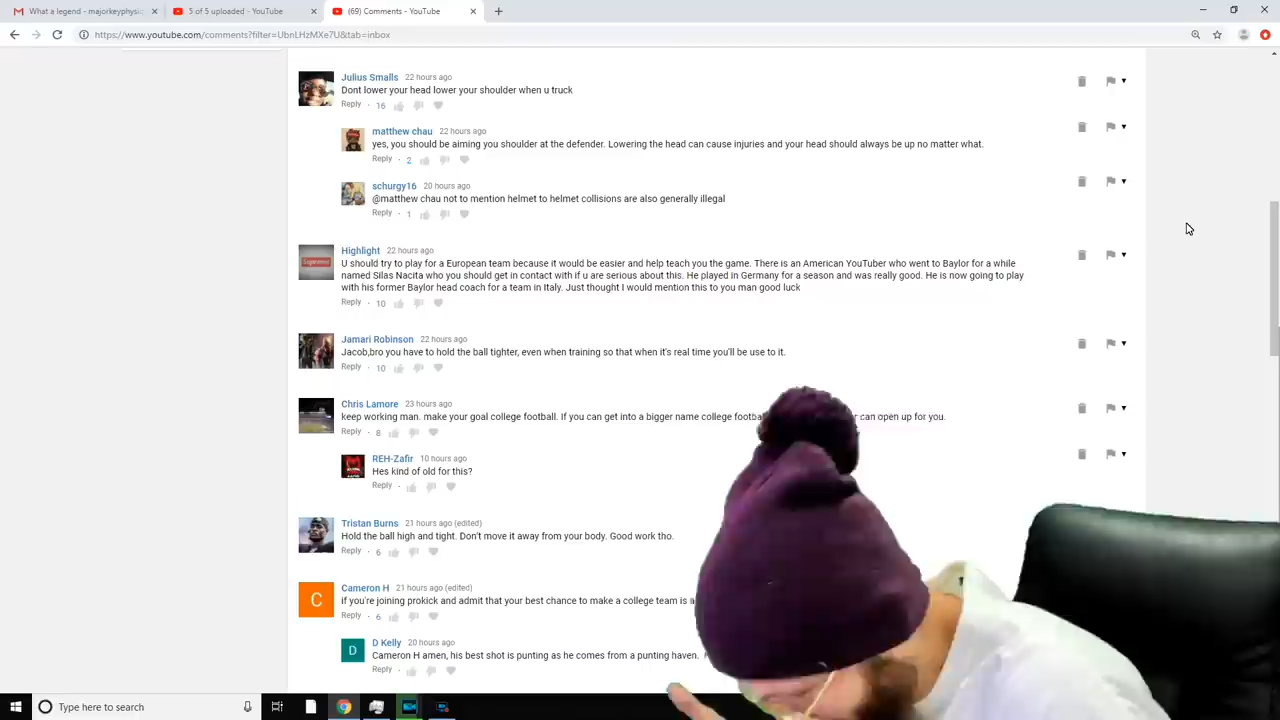 What a legend - majorkeyphysi
5 of 5 uploaded - YouTube
(69) Comments - YouTube
https://www.youtube.com/comments?filter=UbnLHzMXe7U&tab=inbox
Julius Smalls 22 hours ago
Dont lower your head lower your shoulder when u truck
Reply · 16
matthew chau 22 hours ago
yes, you should be aiming you shoulder at the defender. Lowering the head can cause injuries and your head should always be up no matter what.
Reply · 2
schurgy16 20 hours ago
@matthew chau not to mention helmet to helmet collisions are also generally illegal
Reply · 1
Highlight 22 hours ago
U should try to play for a European team because it would be easier and help teach you the game. There is an American YouTuber who went to Baylor for a while
named Silas Nacita who you should get in contact with if u are serious about this. He played in Germany for a season and was really good. He is now going to play
with his former Baylor head coach for a team in Italy. Just thought I would mention this to you man good luck
Reply · 10
Jamari Robinson 22 hours ago
Jacob,bro you have to hold the ball tighter, even when training so that when it's real time you'll be use to it.
Reply · 10
Chris Lamore 23 hours ago
keep working man. make your goal college football. If you can get into a bigger name college can open up for you.
Reply · 8
REH-Zafir 10 hours ago
Hes kind of old for this?
Reply
Tristan Burns 21 hours ago (edited)
Hold the ball high and tight. Don't move it away from your body. Good work tho.
Reply · 6
C
Cameron H 21 hours ago (edited)
if you're joining prokick and admit that your best chance to make a college team is
Reply · 6
D
D Kelly 20 hours ago
Cameron H amen, his best shot is punting as he comes from a punting haven.
Reply
Type here to search